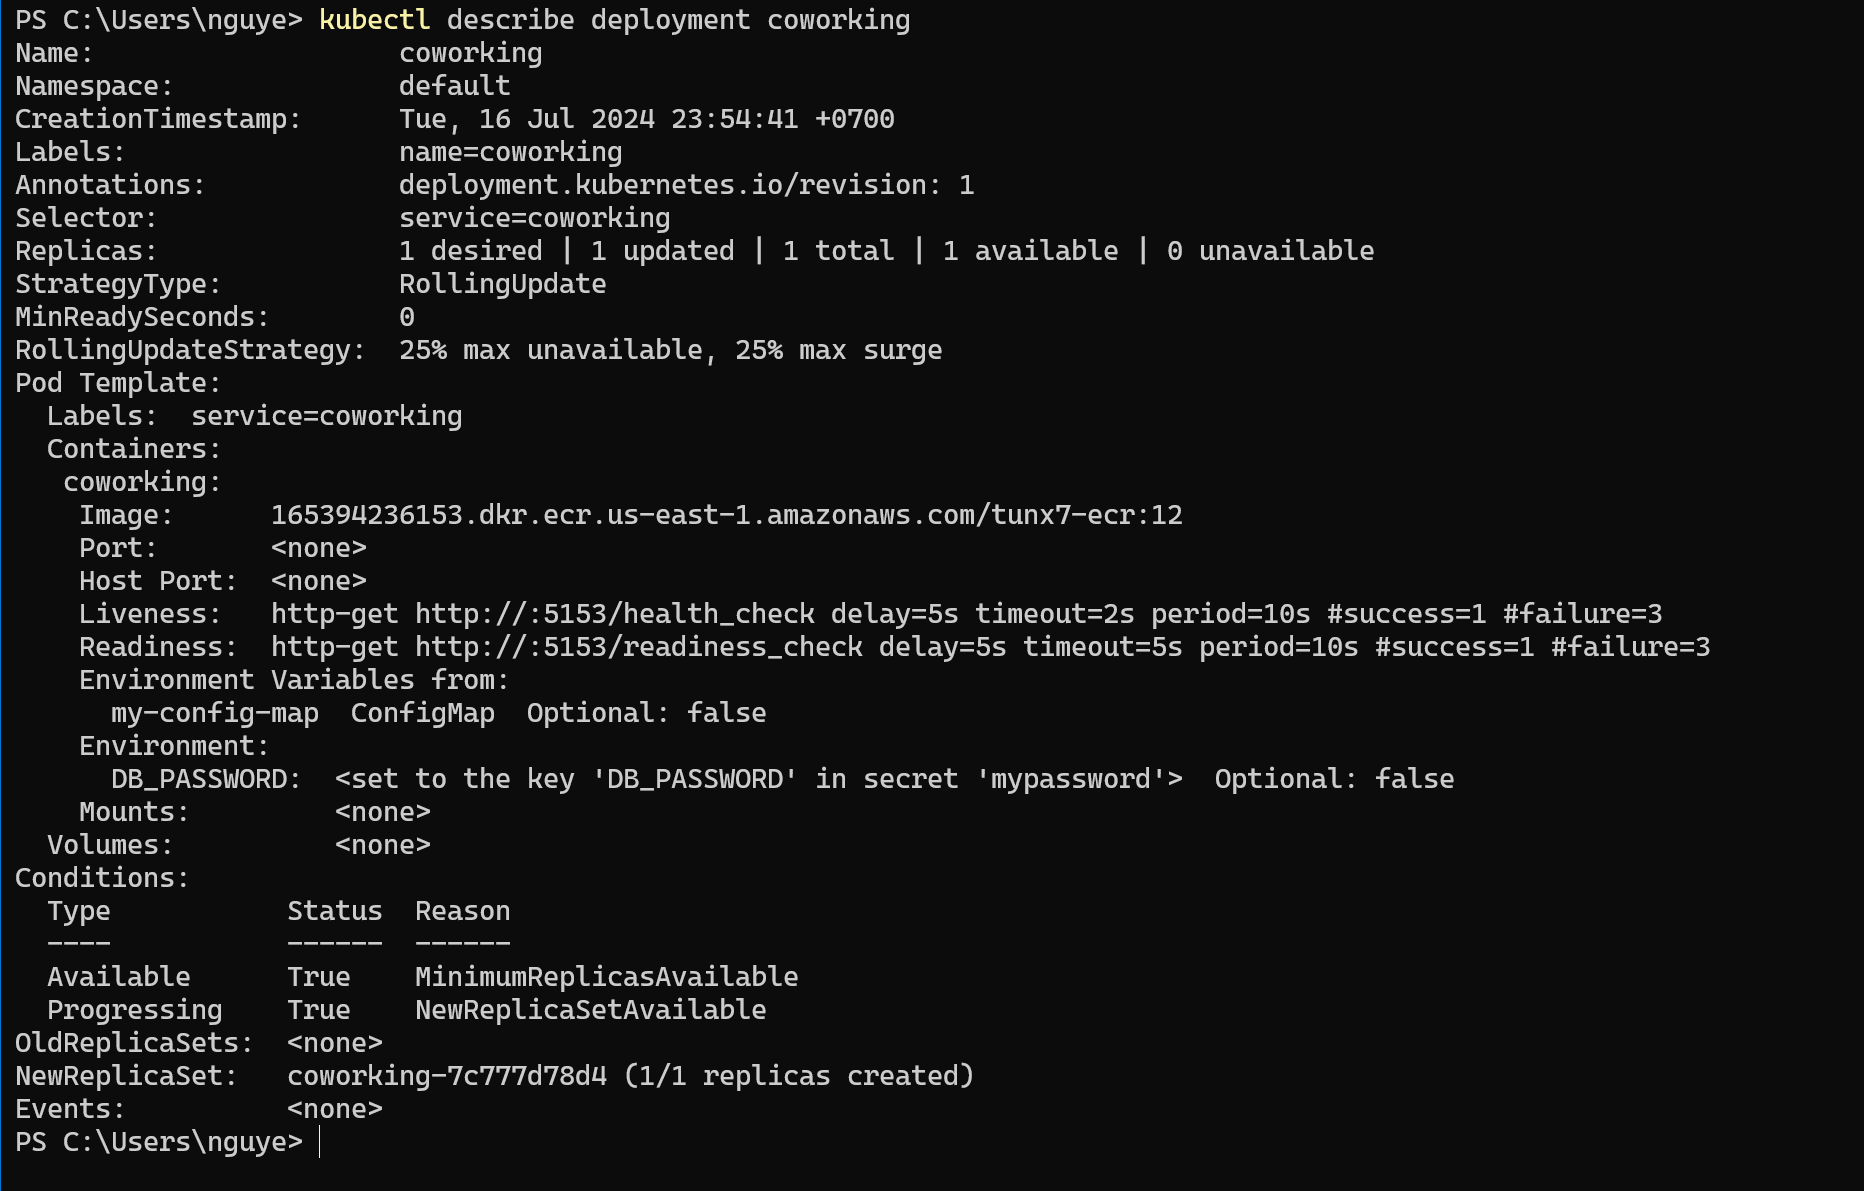 PS C:\Users\nguye> kubectl describe deployment coworking
Name:                   coworking
Namespace:              default
CreationTimestamp:      Tue, 16 Jul 2024 23:54:41 +0700
Labels:                 name=coworking
Annotations:            deployment.kubernetes.io/revision: 1
Selector:               service=coworking
Replicas:               1 desired | 1 updated | 1 total | 1 available | 0 unavailable
StrategyType:           RollingUpdate
MinReadySeconds:        0
RollingUpdateStrategy:  25% max unavailable, 25% max surge
Pod Template:
  Labels:  service=coworking
  Containers:
   coworking:
    Image:      165394236153.dkr.ecr.us-east-1.amazonaws.com/tunx7-ecr:12
    Port:       <none>
    Host Port:  <none>
    Liveness:   http-get http://:5153/health_check delay=5s timeout=2s period=10s #success=1 #failure=3
    Readiness:  http-get http://:5153/readiness_check delay=5s timeout=5s period=10s #success=1 #failure=3
    Environment Variables from:
      my-config-map  ConfigMap  Optional: false
    Environment:
      DB_PASSWORD:  <set to the key 'DB_PASSWORD' in secret 'mypassword'>  Optional: false
    Mounts:         <none>
  Volumes:          <none>
Conditions:
  Type           Status  Reason
  ----           ------  ------
  Available      True    MinimumReplicasAvailable
  Progressing    True    NewReplicaSetAvailable
OldReplicaSets:  <none>
NewReplicaSet:   coworking-7c777d78d4 (1/1 replicas created)
Events:          <none>
PS C:\Users\nguye>